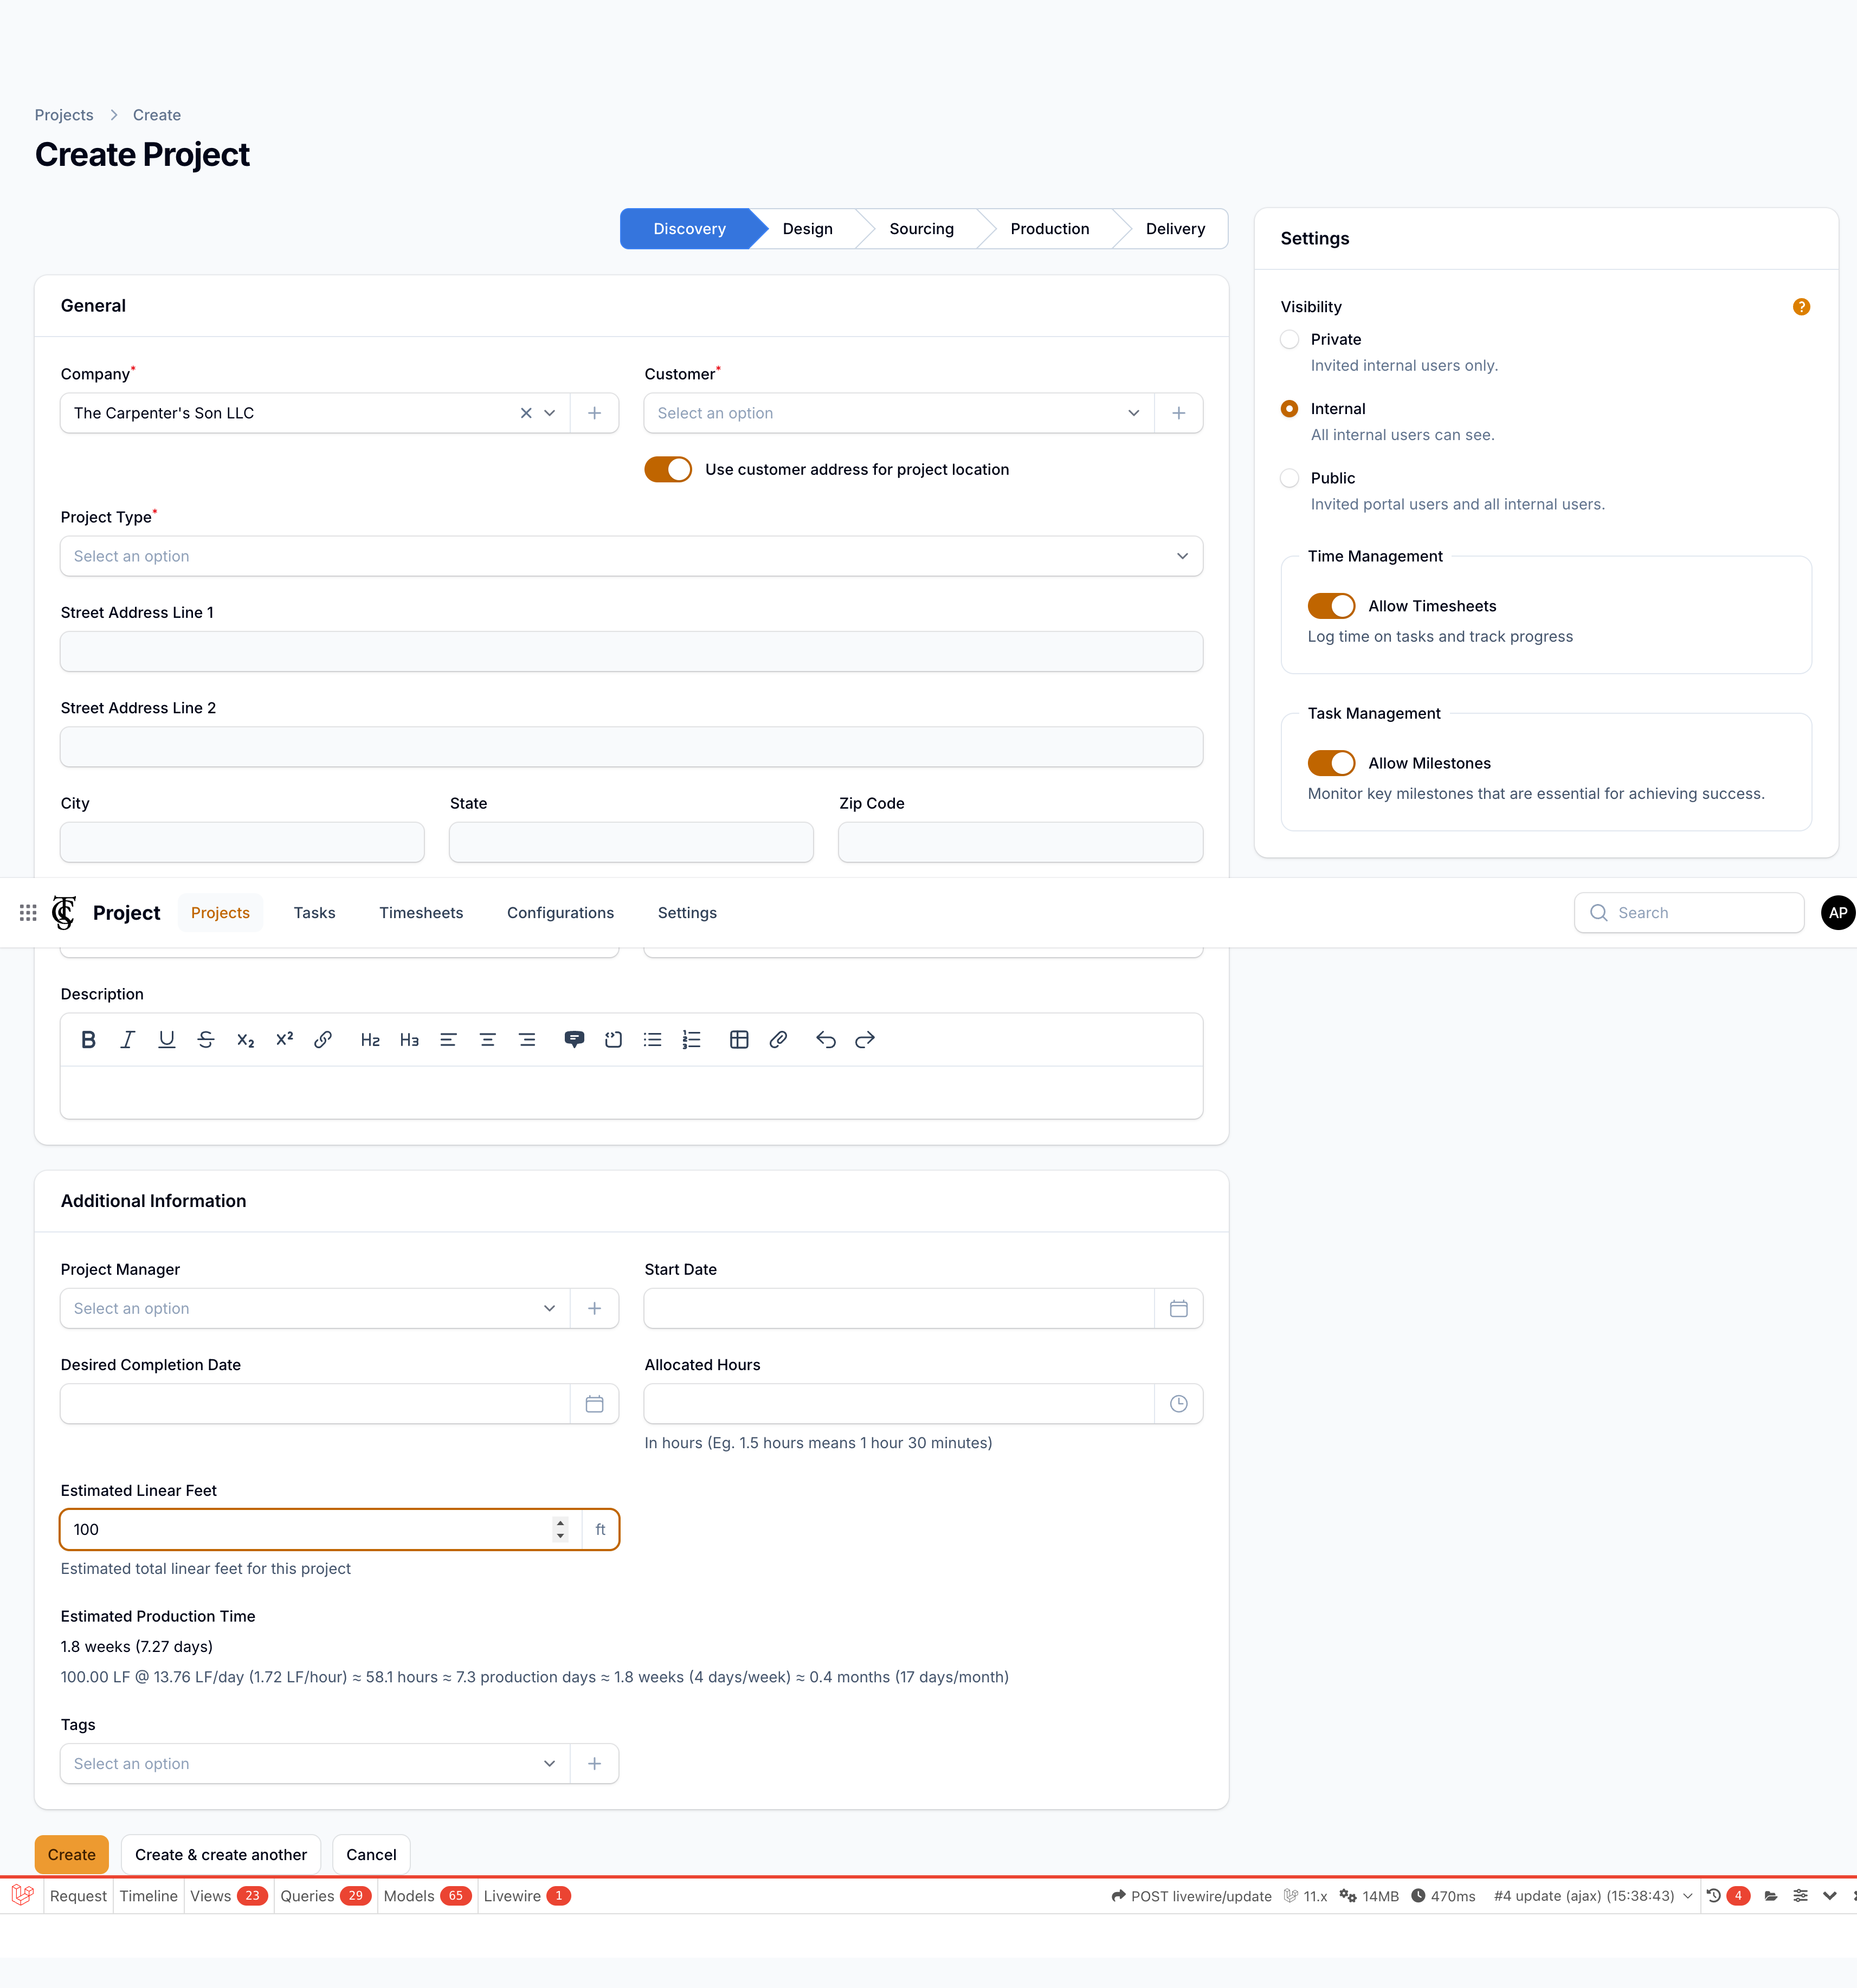 Projects > Create
Create Project
Discovery
Design
Sourcing
Production
Delivery
General
Company*
Customer*
The Carpenter's Son LLC
Select an option
Use customer address for project location
Project Type*
Select an option
Street Address Line 1
Street Address Line 2
City
State
Zip Code
Settings
Visibility
?
Private
Invited internal users only.
Internal
All internal users can see.
Public
Invited portal users and all internal users.
Time Management
Allow Timesheets
Log time on tasks and track progress
Task Management
Allow Milestones
Monitor key milestones that are essential for achieving success.
Project
Projects
Tasks
Timesheets
Configurations
Settings
Search
AP
Description
B I U S x₂ x² H2 H3
Additional Information
Project Manager
Start Date
Select an option
Desired Completion Date
Allocated Hours
In hours (Eg. 1.5 hours means 1 hour 30 minutes)
Estimated Linear Feet
100
ft
Estimated total linear feet for this project
Estimated Production Time
1.8 weeks (7.27 days)
100.00 LF @ 13.76 LF/day (1.72 LF/hour) ≈ 58.1 hours ≈ 7.3 production days ≈ 1.8 weeks (4 days/week) ≈ 0.4 months (17 days/month)
Tags
Select an option
Create
Create & create another
Cancel
Request
Timeline
Views 23
Queries 29
Models 65
Livewire 1
POST livewire/update
11.x
14MB
470ms
#4 update (ajax) (15:38:43)
4